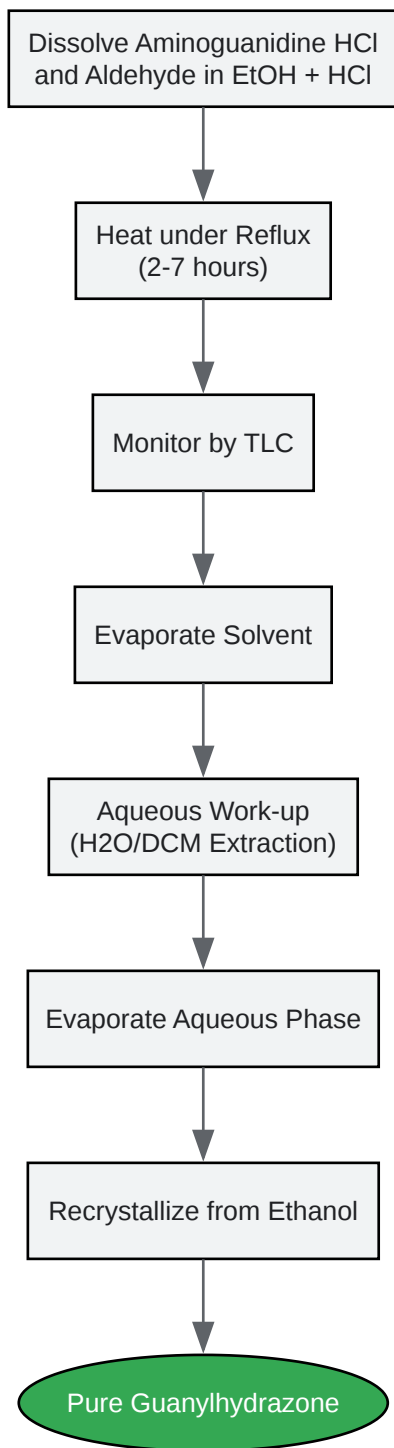 Dissolve Aminoguanidine HCl
and Aldehyde in EtOH + HCl
Heat under Reflux
(2-7 hours)
Monitor by TLC
Evaporate Solvent
Aqueous Work-up
(H2O/DCM Extraction)
Evaporate Aqueous Phase
Recrystallize from Ethanol
Pure Guanylhydrazone